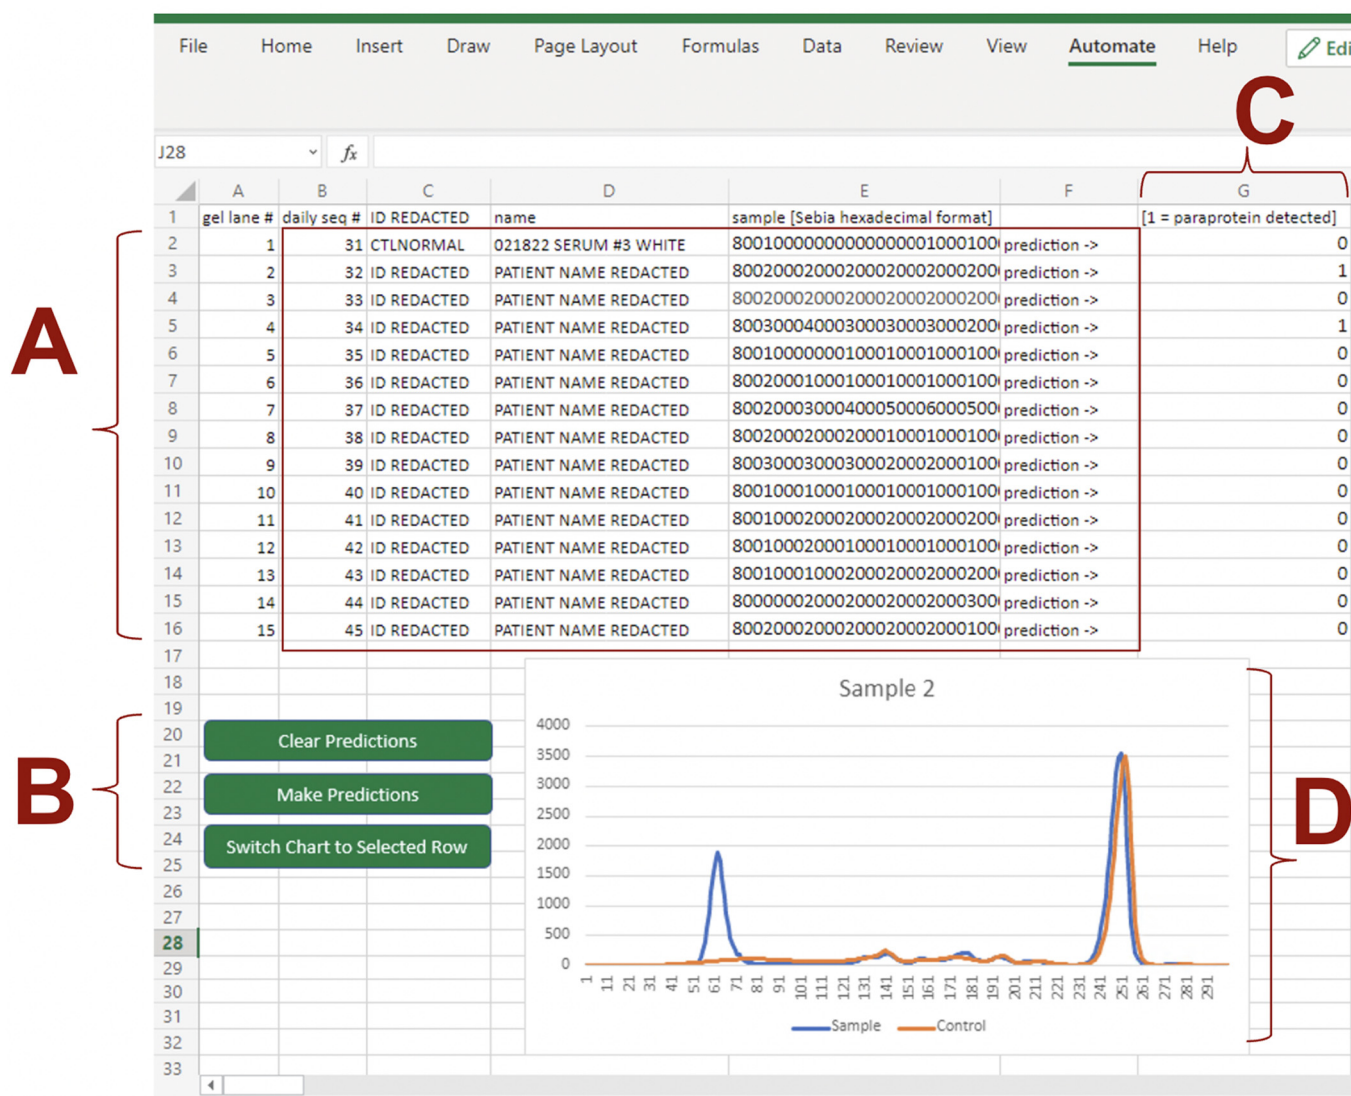 File Home Insert Draw Page Layout Formulas Data Review View Automate Help Edi
C
J28 fx
A B C D E F G
1 gel lane # daily seq # ID REDACTED name sample [Sebia hexadecimal format] [1 = paraprotein detected]
2 1 31 CTLNORMAL 021822 SERUM #3 WHITE 80010000000000000001000100 prediction -> 0
3 2 32 ID REDACTED PATIENT NAME REDACTED 80020002000200020002000200 prediction -> 1
4 3 33 ID REDACTED PATIENT NAME REDACTED 80020002000200020002000200 prediction -> 0
5 4 34 ID REDACTED PATIENT NAME REDACTED 80030004000300030003000200 prediction -> 1
6 5 35 ID REDACTED PATIENT NAME REDACTED 80010000000100010001000100 prediction -> 0
7 6 36 ID REDACTED PATIENT NAME REDACTED 80020001000100010001000100 prediction -> 0
8 7 37 ID REDACTED PATIENT NAME REDACTED 80020003000400050006000500 prediction -> 0
9 8 38 ID REDACTED PATIENT NAME REDACTED 80020002000200010001000100 prediction -> 0
10 9 39 ID REDACTED PATIENT NAME REDACTED 80030003000300020002000100 prediction -> 0
11 10 40 ID REDACTED PATIENT NAME REDACTED 80010001000100010001000100 prediction -> 0
12 11 41 ID REDACTED PATIENT NAME REDACTED 80010002000200020002000200 prediction -> 0
13 12 42 ID REDACTED PATIENT NAME REDACTED 80010002000100010001000100 prediction -> 0
14 13 43 ID REDACTED PATIENT NAME REDACTED 80010001000200020002000200 prediction -> 0
15 14 44 ID REDACTED PATIENT NAME REDACTED 80000002000200020002000300 prediction -> 0
16 15 45 ID REDACTED PATIENT NAME REDACTED 80020002000200020002000100 prediction -> 0
A
17
18
19
20
21
22
23
24
25
26
27
28
29
30
31
32
33
B
Clear Predictions
Make Predictions
Switch Chart to Selected Row
Sample 2
4000
3500
3000
2500
2000
1500
1000
500
0
1 11 21 31 41 51 61 71 81 91 101 111 121 131 141 151 161 171 181 191 201 211 221 231 241 251 261 271 281 291
Sample Control
D